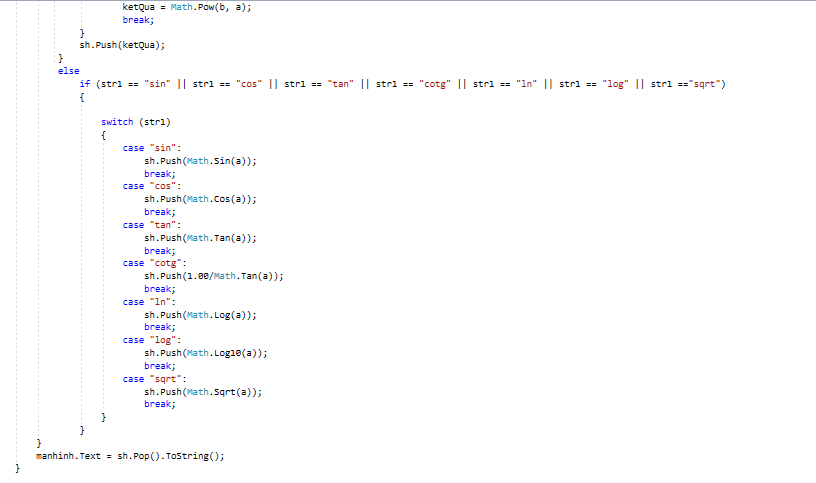 ketQua = Math.Pow(b, a);
break;
}
sh.Push(ketQua);
}
else
if (str1 == "sin" || str1 == "cos" || str1 == "tan" || str1 == "cotg" || str1 == "ln" || str1 == "log" || str1 =="sqrt")
{
switch (str1)
{
case "sin":
sh.Push(Math.Sin(a));
break;
case "cos":
sh.Push(Math.Cos(a));
break;
case "tan":
sh.Push(Math.Tan(a));
break;
case "cotg":
sh.Push(1.00/Math.Tan(a));
break;
case "ln":
sh.Push(Math.Log(a));
break;
case "log":
sh.Push(Math.Log10(a));
break;
case "sqrt":
sh.Push(Math.Sqrt(a));
break;
}
}
}
manhinh.Text = sh.Pop().ToString();
}